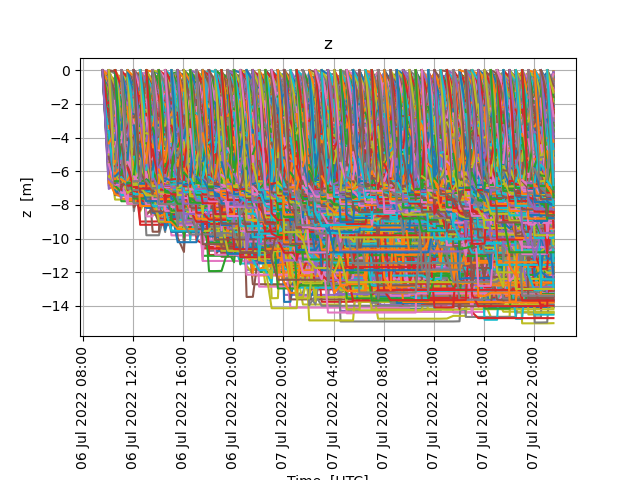 z
0
−2
−4
−6
−8
−10
−12
−14
z [m]
06 Jul 2022 08:00
06 Jul 2022 12:00
06 Jul 2022 16:00
06 Jul 2022 20:00
07 Jul 2022 00:00
07 Jul 2022 04:00
07 Jul 2022 08:00
07 Jul 2022 12:00
07 Jul 2022 16:00
07 Jul 2022 20:00
Time [UTC]